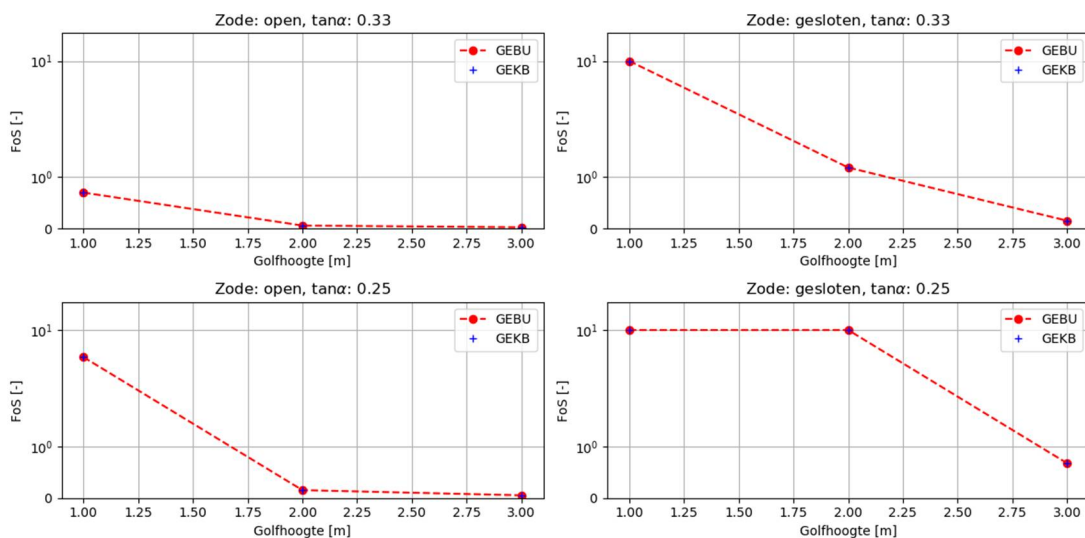 Zode: open, tanα: 0.33
GEBU
GEKB
10¹
10⁰
0
FoS [-]
1.00 1.25 1.50 1.75 2.00 2.25 2.50 2.75 3.00
Golfhoogte [m]
Zode: gesloten, tanα: 0.33
GEBU
GEKB
10¹
10⁰
0
FoS [-]
1.00 1.25 1.50 1.75 2.00 2.25 2.50 2.75 3.00
Golfhoogte [m]
Zode: open, tanα: 0.25
GEBU
GEKB
10¹
10⁰
0
FoS [-]
1.00 1.25 1.50 1.75 2.00 2.25 2.50 2.75 3.00
Golfhoogte [m]
Zode: gesloten, tanα: 0.25
GEBU
GEKB
10¹
10⁰
0
FoS [-]
1.00 1.25 1.50 1.75 2.00 2.25 2.50 2.75 3.00
Golfhoogte [m]